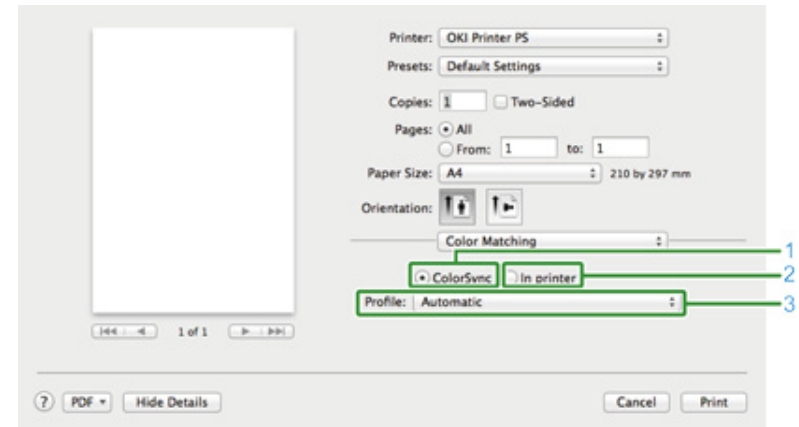 Printer: OKI Printer PS
Presets: Default Settings
Copies: 1 Two-Sided
Pages: All
From: 1 to: 1
Paper Size: A4 210 by 297 mm
Orientation:
Color Matching
1
ColorSync In printer
2
Profile: Automatic
3
1 of 1
? PDF Hide Details Cancel Print